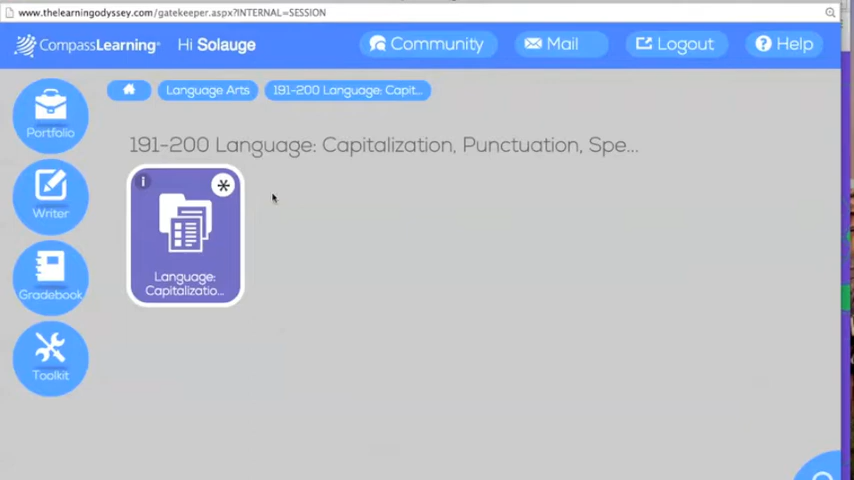 www.thelearningodyssey.com/gatekeeper.aspx?INTERNAL=SESSION
CompassLearning
Hi Solauge
Community
Mail
Logout
? Help
Portfolio
Writer
Gradebook
Toolkit
Language Arts
191-200 Language: Capit...
191-200 Language: Capitalization, Punctuation, Spe...
i
*
Language:
Capitalizatio...